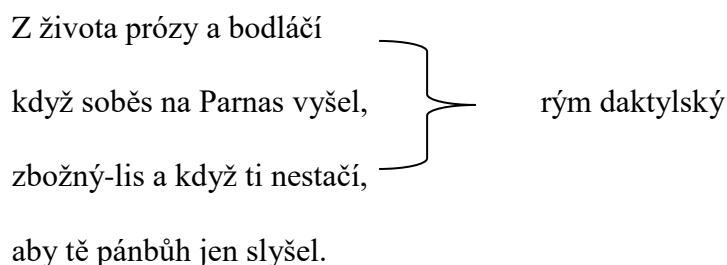 Z života prózy a bodláčí
když soběs na Parnas vyšel,
rým daktylský
zbožný-lis a když ti nestačí,
aby tě pánbůh jen slyšel.